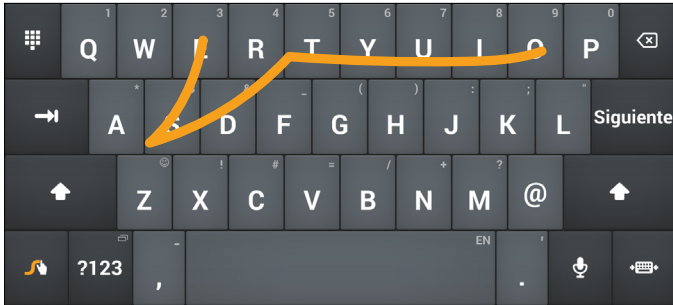 1 2 3 4 5 6 7 8 9 0
Q W E R T Y U I O P
* & _ ( ) : ; "
A S D F G H J K L Siguiente
! # = / + ?
Z X C V B N M @
- EN '
?123 , .